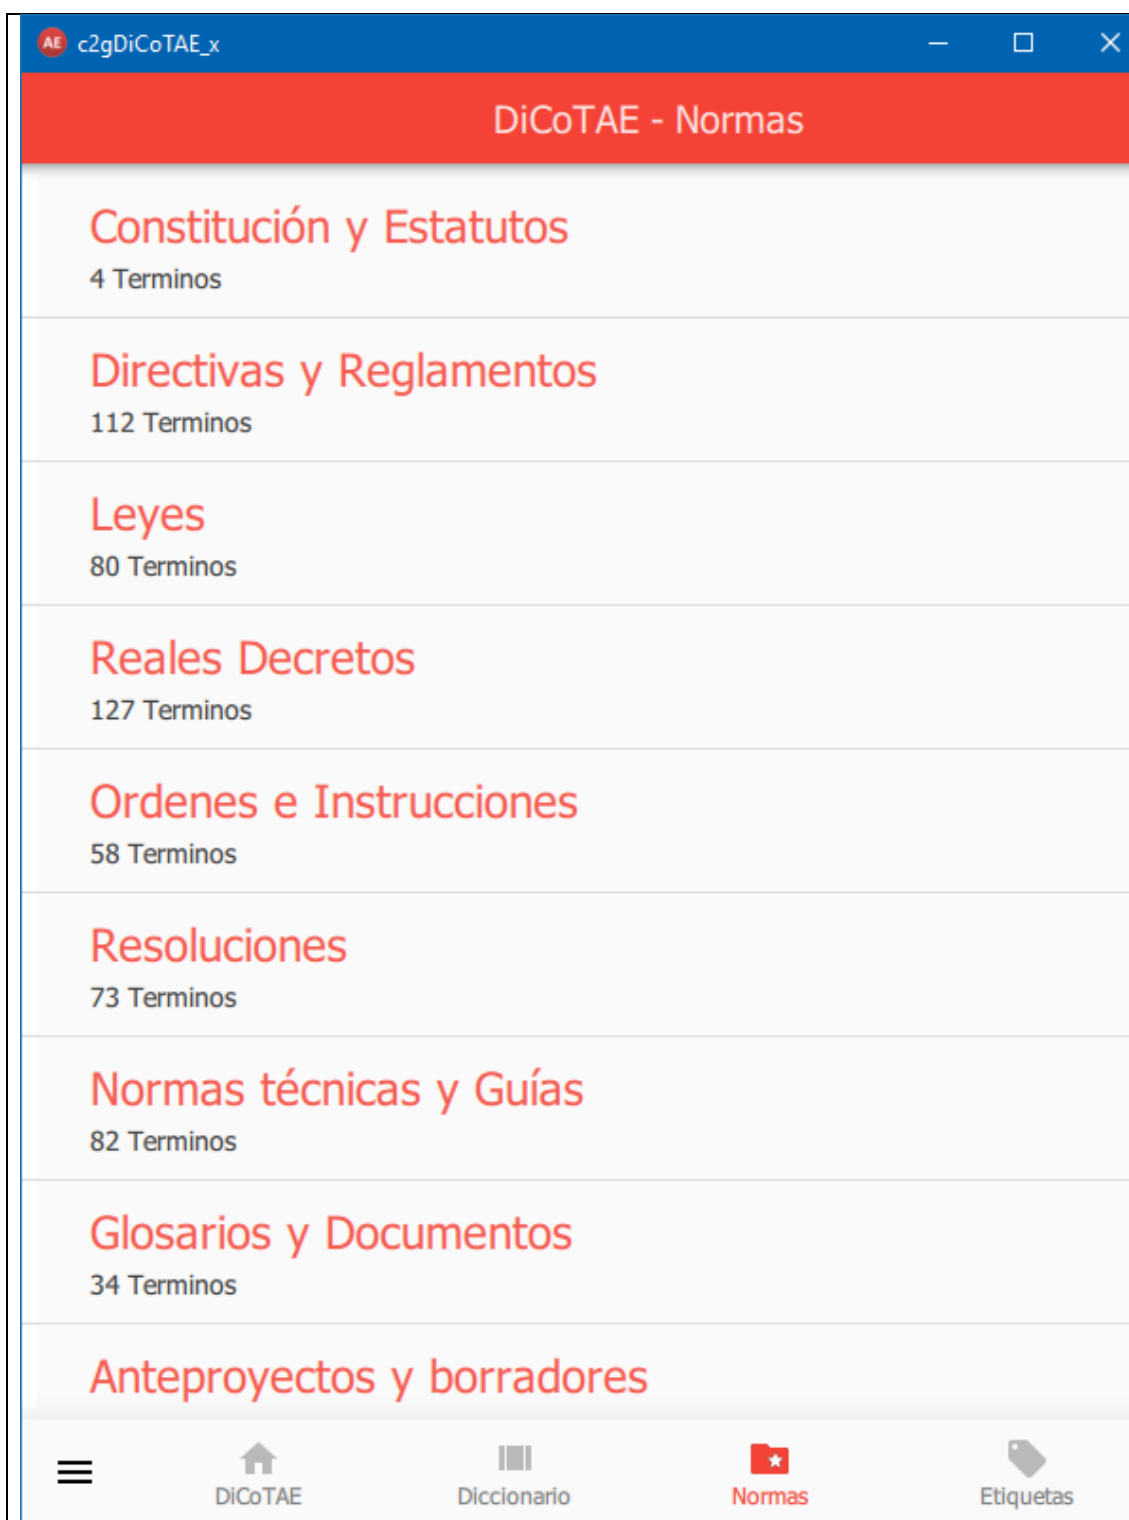 AE c2gDiCoTAE_x
DiCoTAE - Normas
Constitución y Estatutos
4 Terminos
Directivas y Reglamentos
112 Terminos
Leyes
80 Terminos
Reales Decretos
127 Terminos
Ordenes e Instrucciones
58 Terminos
Resoluciones
73 Terminos
Normas técnicas y Guías
82 Terminos
Glosarios y Documentos
34 Terminos
Anteproyectos y borradores
DiCoTAE Diccionario Normas Etiquetas